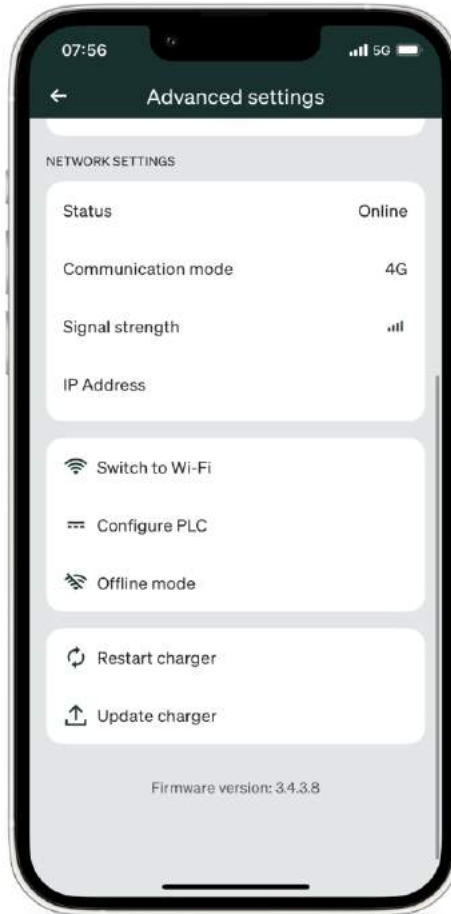 07:56
5G
Advanced settings
NETWORK SETTINGS
Status Online
Communication mode 4G
Signal strength
IP Address
Switch to Wi-Fi
Configure PLC
Offline mode
Restart charger
Update charger
Firmware version: 3.4.3.8